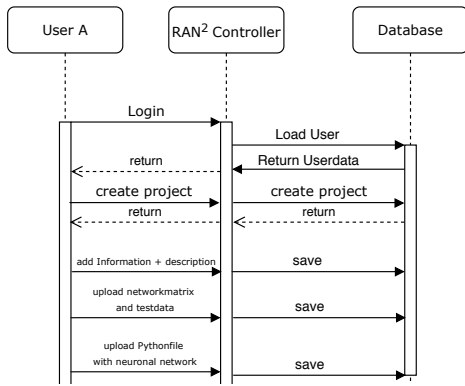 User A
RAN² Controller
Database
Login
Load User
return
Return Userdata
create project
create project
return
return
add Information + description
save
upload networkmatrix
and testdata
save
upload Pythonfile
with neuronal network
save